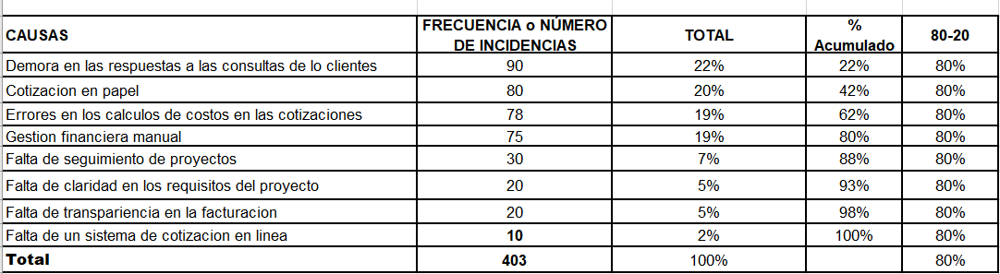 CAUSAS FRECUENCIA o NÚMERO DE INCIDENCIAS TOTAL % Acumulado 80-20
Demora en las respuestas a las consultas de lo clientes 90 22% 22% 80%
Cotizacion en papel 80 20% 42% 80%
Errores en los calculos de costos en las cotizaciones 78 19% 62% 80%
Gestion financiera manual 75 19% 80% 80%
Falta de seguimiento de proyectos 30 7% 88% 80%
Falta de claridad en los requisitos del proyecto 20 5% 93% 80%
Falta de transpariencia en la facturacion 20 5% 98% 80%
Falta de un sistema de cotizacion en linea 10 2% 100% 80%
Total 403 100% 80%